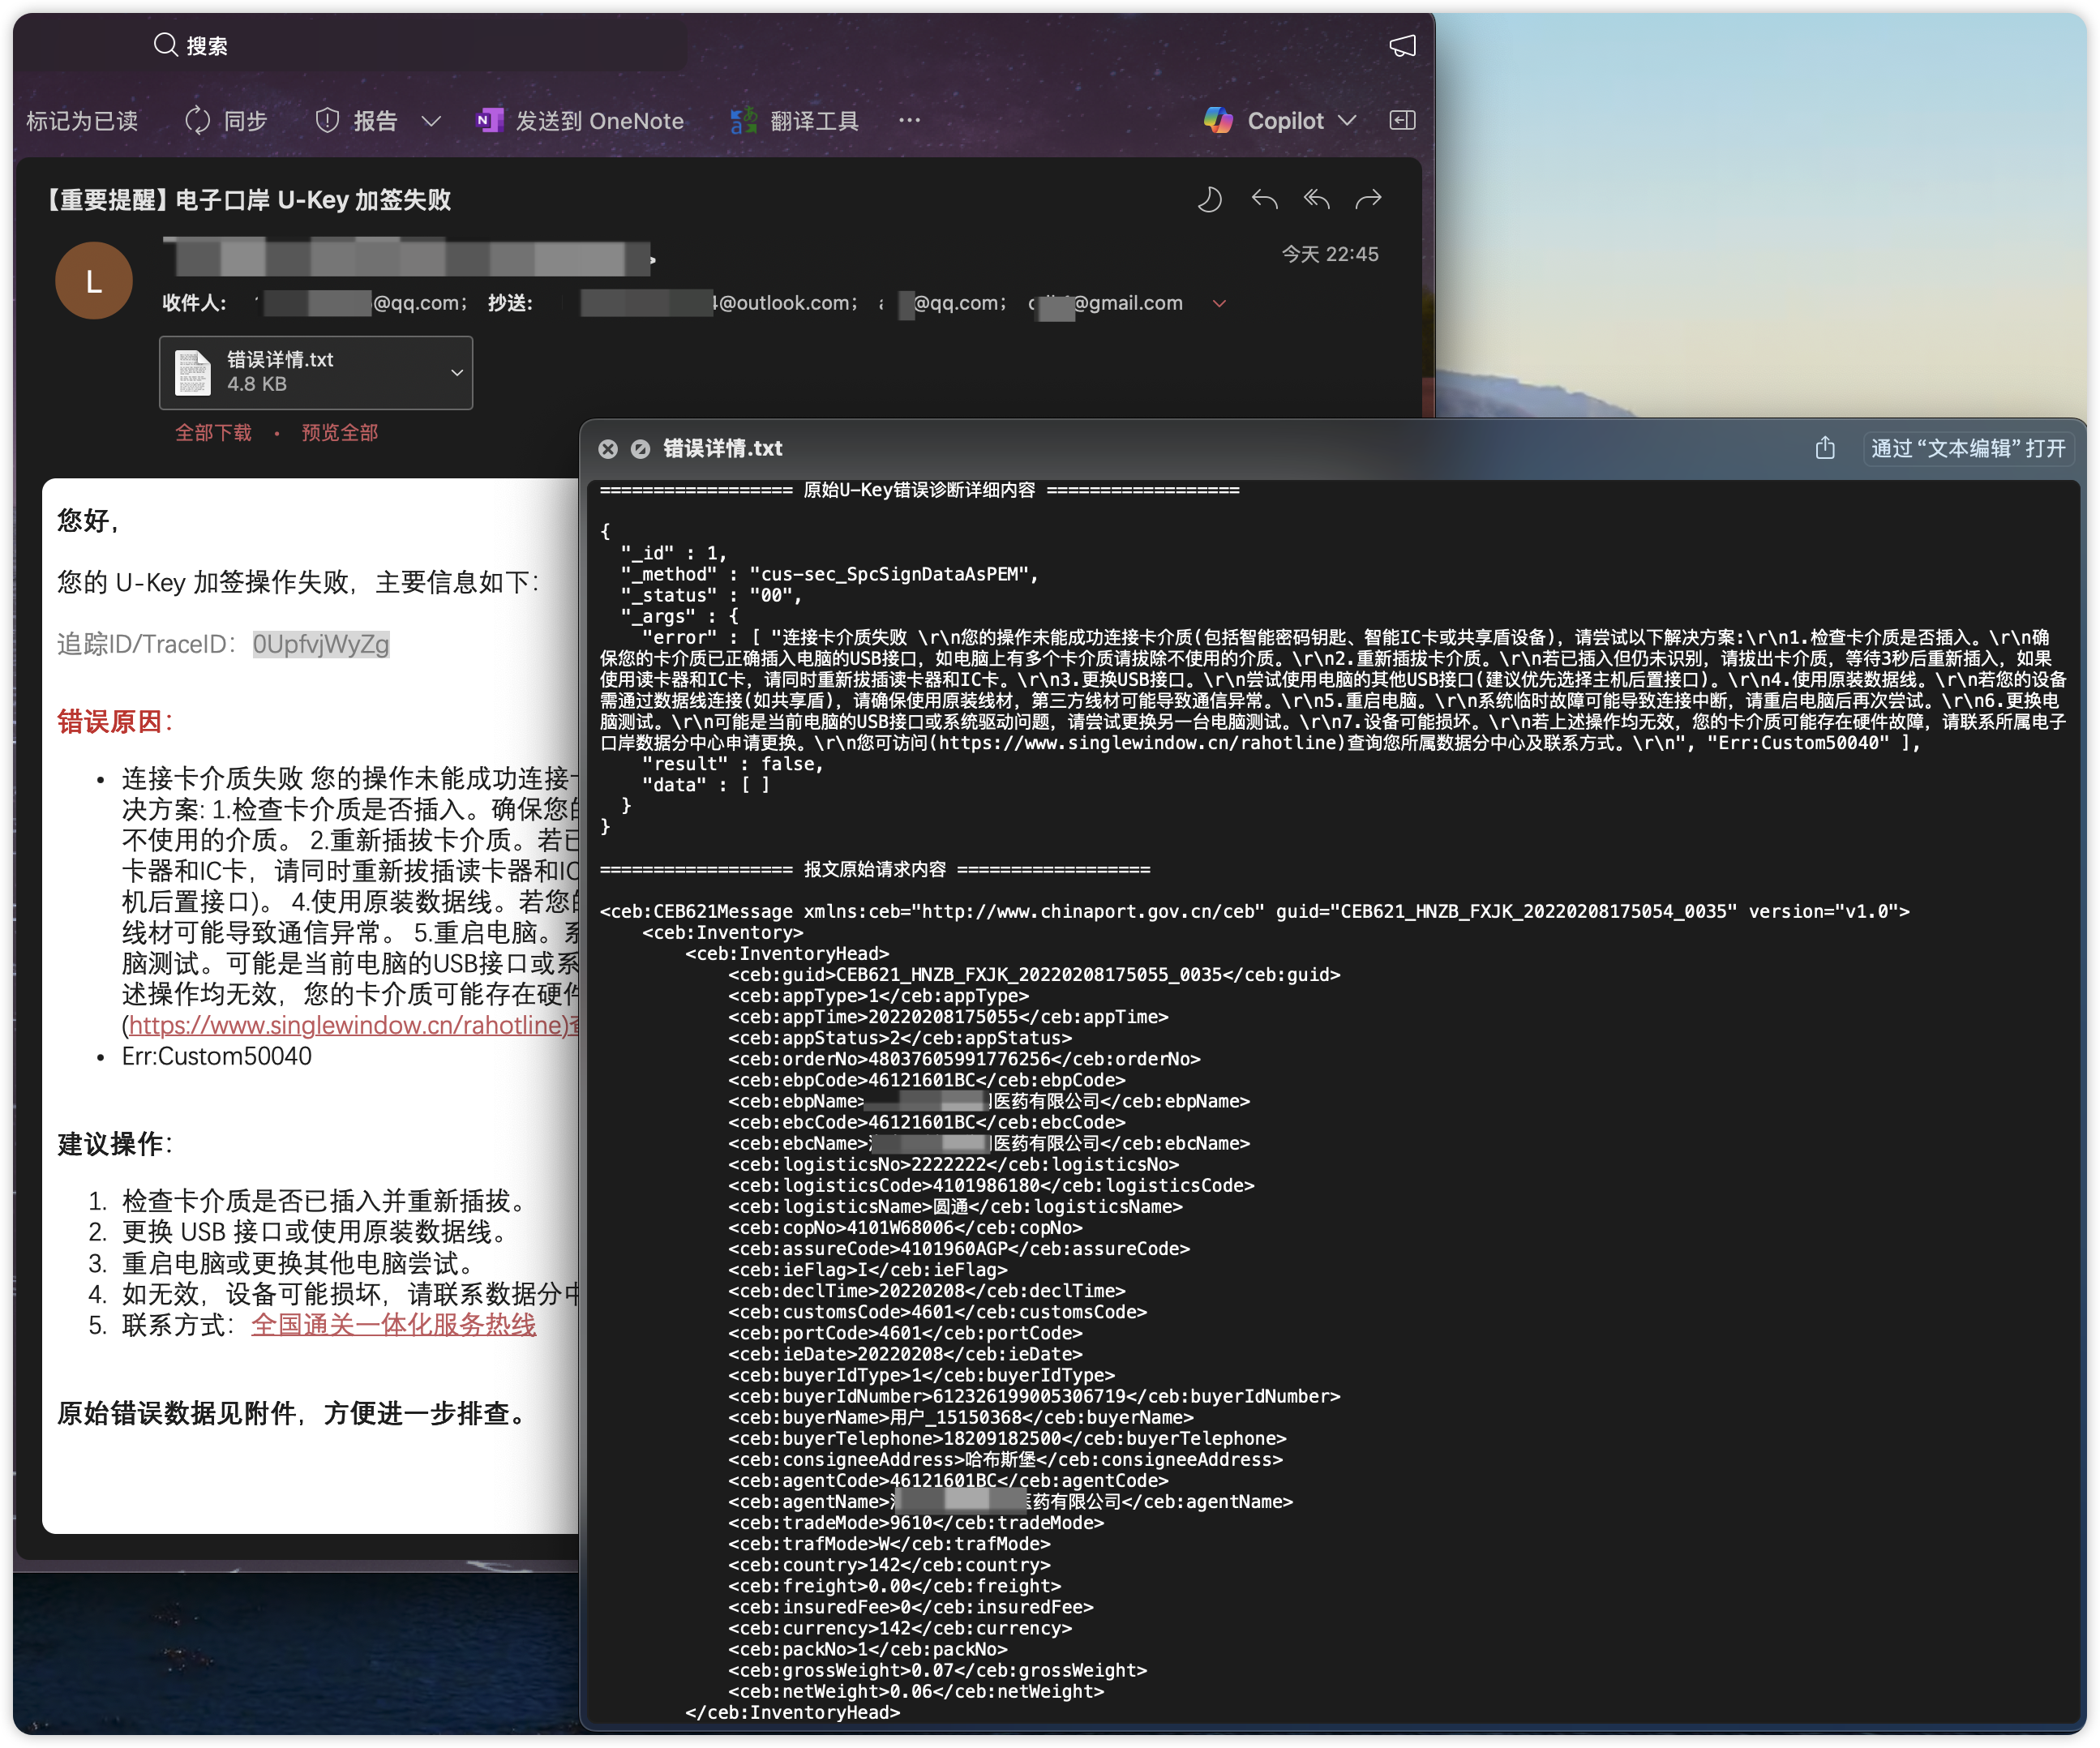 搜索
标记为已读 同步 报告 发送到 OneNote 翻译工具 ··· Copilot
【重要提醒】电子口岸 U-Key 加签失败
L
今天 22:45
收件人: @qq.com; 抄送: 4@outlook.com; @qq.com; @gmail.com
错误详情.txt
4.8 KB
全部下载 • 预览全部
您好,
您的 U-Key 加签操作失败，主要信息如下：
追踪ID/TraceID： 0UpfvjWyZg
错误原因：
• 连接卡介质失败 您的操作未能成功连接
决方案: 1.检查卡介质是否插入。确保您
不使用的介质。 2.重新插拔卡介质。若已
卡器和IC卡，请同时重新拔插读卡器和IC
机后置接口)。 4.使用原装数据线。若您
线材可能导致通信异常。 5.重启电脑。系
脑测试。可能是当前电脑的USB接口或系
述操作均无效，您的卡介质可能存在硬件
(https://www.singlewindow.cn/rahotline)
• Err:Custom50040
建议操作：
1. 检查卡介质是否已插入并重新插拔。
2. 更换 USB 接口或使用原装数据线。
3. 重启电脑或更换其他电脑尝试。
4. 如无效，设备可能损坏，请联系数据分中
5. 联系方式：全国通关一体化服务热线
原始错误数据见附件，方便进一步排查。
错误详情.txt
通过“文本编辑”打开
================== 原始U-Key错误诊断详细内容 ==================
{
"_id" : 1,
"_method" : "cus-sec_SpcSignDataAsPEM",
"_status" : "00",
"_args" : {
"error" : [ "连接卡介质失败 \r\n您的操作未能成功连接卡介质(包括智能密码钥匙、智能IC卡或共享盾设备)，请尝试以下解决方案:\r\n1.检查卡介质是否插入。\r\n确
保您的卡介质已正确插入电脑的USB接口，如电脑上有多个卡介质请拔除不使用的介质。\r\n2.重新插拔卡介质。\r\n若已插入但仍未识别，请拔出卡介质，等待3秒后重新插入，如果
使用读卡器和IC卡，请同时重新拔插读卡器和IC卡。\r\n3.更换USB接口。\r\n尝试使用电脑的其他USB接口(建议优先选择主机后置接口)。\r\n4.使用原装数据线。\r\n若您的设备
需通过数据线连接(如共享盾)，请确保使用原装线材，第三方线材可能导致通信异常。\r\n5.重启电脑。\r\n系统临时故障可能导致连接中断，请重启电脑后再次尝试。\r\n6.更换电
脑测试。\r\n可能是当前电脑的USB接口或系统驱动问题，请尝试更换另一台电脑测试。\r\n7.设备可能损坏。\r\n若上述操作均无效，您的卡介质可能存在硬件故障，请联系所属电子
口岸数据分中心申请更换。\r\n您可访问(https://www.singlewindow.cn/rahotline)查询您所属数据分中心及联系方式。\r\n", "Err:Custom50040" ],
"result" : false,
"data" : [ ]
}
}
================== 报文原始请求内容 ==================
<ceb:CEB621Message xmlns:ceb="http://www.chinaport.gov.cn/ceb" guid="CEB621_HNZB_FXJK_20220208175054_0035" version="v1.0">
<ceb:Inventory>
<ceb:InventoryHead>
<ceb:guid>CEB621_HNZB_FXJK_20220208175055_0035</ceb:guid>
<ceb:appType>1</ceb:appType>
<ceb:appTime>20220208175055</ceb:appTime>
<ceb:appStatus>2</ceb:appStatus>
<ceb:orderNo>48037605991776256</ceb:orderNo>
<ceb:ebpCode>46121601BC</ceb:ebpCode>
<ceb:ebpName>医药有限公司</ceb:ebpName>
<ceb:ebcCode>46121601BC</ceb:ebcCode>
<ceb:ebcName>医药有限公司</ceb:ebcName>
<ceb:logisticsNo>2222222</ceb:logisticsNo>
<ceb:logisticsCode>4101986180</ceb:logisticsCode>
<ceb:logisticsName>圆通</ceb:logisticsName>
<ceb:copNo>4101W68006</ceb:copNo>
<ceb:assureCode>4101960AGP</ceb:assureCode>
<ceb:ieFlag>I</ceb:ieFlag>
<ceb:declTime>20220208</ceb:declTime>
<ceb:customsCode>4601</ceb:customsCode>
<ceb:portCode>4601</ceb:portCode>
<ceb:ieDate>20220208</ceb:ieDate>
<ceb:buyerIdType>1</ceb:buyerIdType>
<ceb:buyerIdNumber>612326199005306719</ceb:buyerIdNumber>
<ceb:buyerName>用户_15150368</ceb:buyerName>
<ceb:buyerTelephone>18209182500</ceb:buyerTelephone>
<ceb:consigneeAddress>哈布斯堡</ceb:consigneeAddress>
<ceb:agentCode>46121601BC</ceb:agentCode>
<ceb:agentName>医药有限公司</ceb:agentName>
<ceb:tradeMode>9610</ceb:tradeMode>
<ceb:trafMode>W</ceb:trafMode>
<ceb:country>142</ceb:country>
<ceb:freight>0.00</ceb:freight>
<ceb:insuredFee>0</ceb:insuredFee>
<ceb:currency>142</ceb:currency>
<ceb:packNo>1</ceb:packNo>
<ceb:grossWeight>0.07</ceb:grossWeight>
<ceb:netWeight>0.06</ceb:netWeight>
</ceb:InventoryHead>